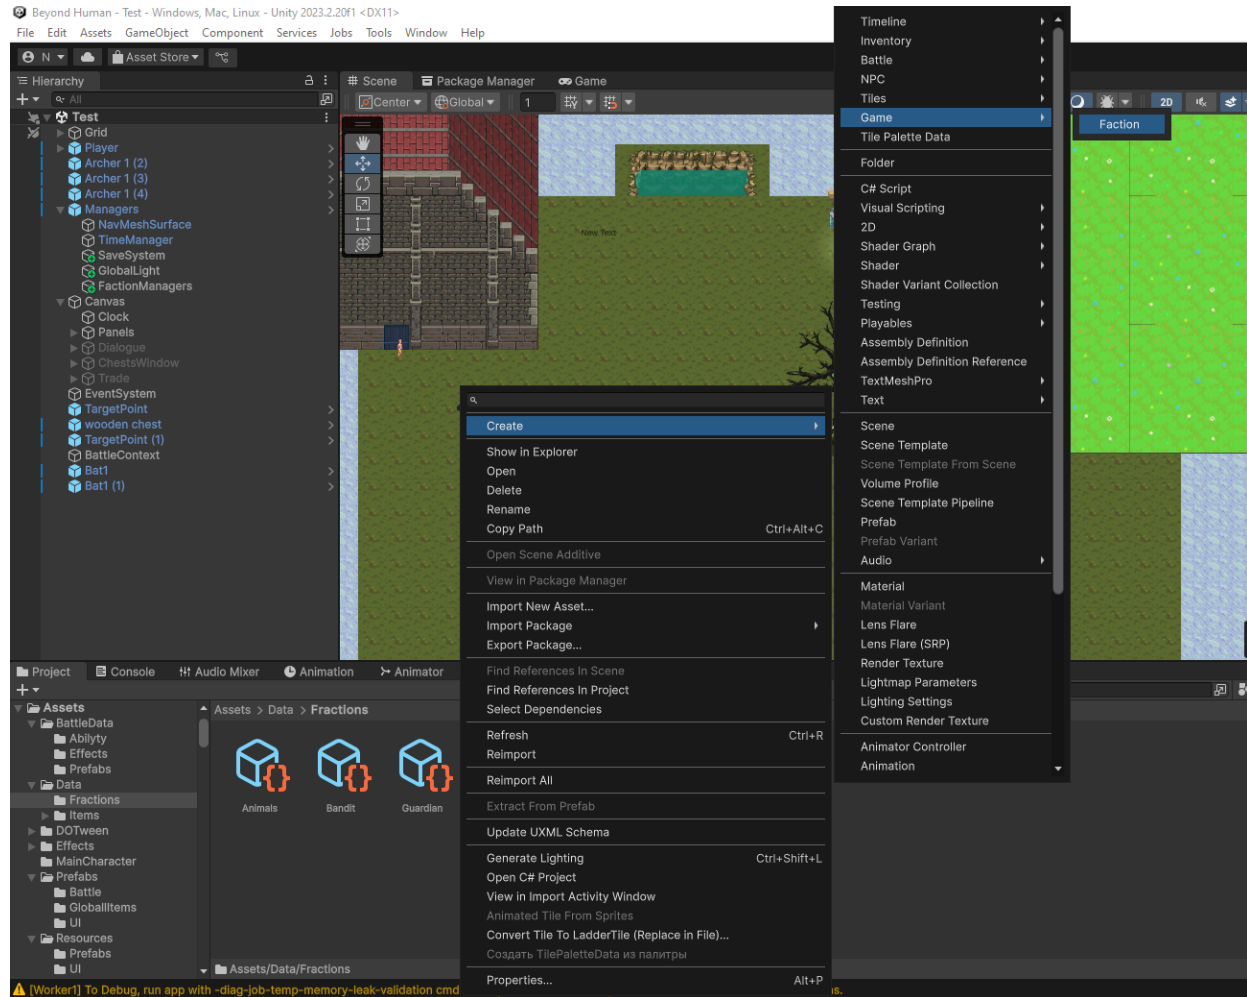 Beyond Human - Test - Windows, Mac, Linux - Unity 2023.2.20f1 <DX11>
File Edit Assets GameObject Component Services Jobs Tools Window Help
N Asset Store
Hierarchy
All
Test
Grid
Player
Archer 1 (2)
Archer 1 (3)
Archer 1 (4)
Managers
NavMeshSurface
TimeManager
SaveSystem
GlobalLight
FactionManagers
Canvas
Clock
Panels
Dialogue
ChestsWindow
Trade
EventSystem
TargetPoint
wooden chest
TargetPoint (1)
BattleContext
Bat1
Bat1 (1)
Scene Package Manager Game
Center Global 1
2D
New Text
Create
Show in Explorer
Open
Delete
Rename
Copy Path Ctrl+Alt+C
Open Scene Additive
View in Package Manager
Import New Asset...
Import Package
Export Package...
Find References In Scene
Find References In Project
Select Dependencies
Refresh Ctrl+R
Reimport
Reimport All
Extract From Prefab
Update UXML Schema
Generate Lighting Ctrl+Shift+L
Open C# Project
View in Import Activity Window
Animated Tile From Sprites
Convert Tile To LadderTile (Replace in File)...
Создать TilePaletteData из палитры
Properties... Alt+P
Timeline
Inventory
Battle
NPC
Tiles
Game
Tile Palette Data
Folder
C# Script
Visual Scripting
2D
Shader Graph
Shader
Shader Variant Collection
Testing
Playables
Assembly Definition
Assembly Definition Reference
TextMeshPro
Text
Scene
Scene Template
Scene Template From Scene
Volume Profile
Scene Template Pipeline
Prefab
Prefab Variant
Audio
Material
Material Variant
Lens Flare
Lens Flare (SRP)
Render Texture
Lightmap Parameters
Lighting Settings
Custom Render Texture
Animator Controller
Animation
Faction
Project Console Audio Mixer Animation Animator
Assets
BattleData
Abilyty
Effects
Prefabs
Data
Fractions
Items
DOTween
Effects
MainCharacter
Prefabs
Battle
GlobalItems
UI
Resources
Prefabs
UI
Assets > Data > Fractions
Animals Bandit Guardian
Assets/Data/Fractions
[Worker1] To Debug, run app with -diag-job-temp-memory-leak-validation cmd